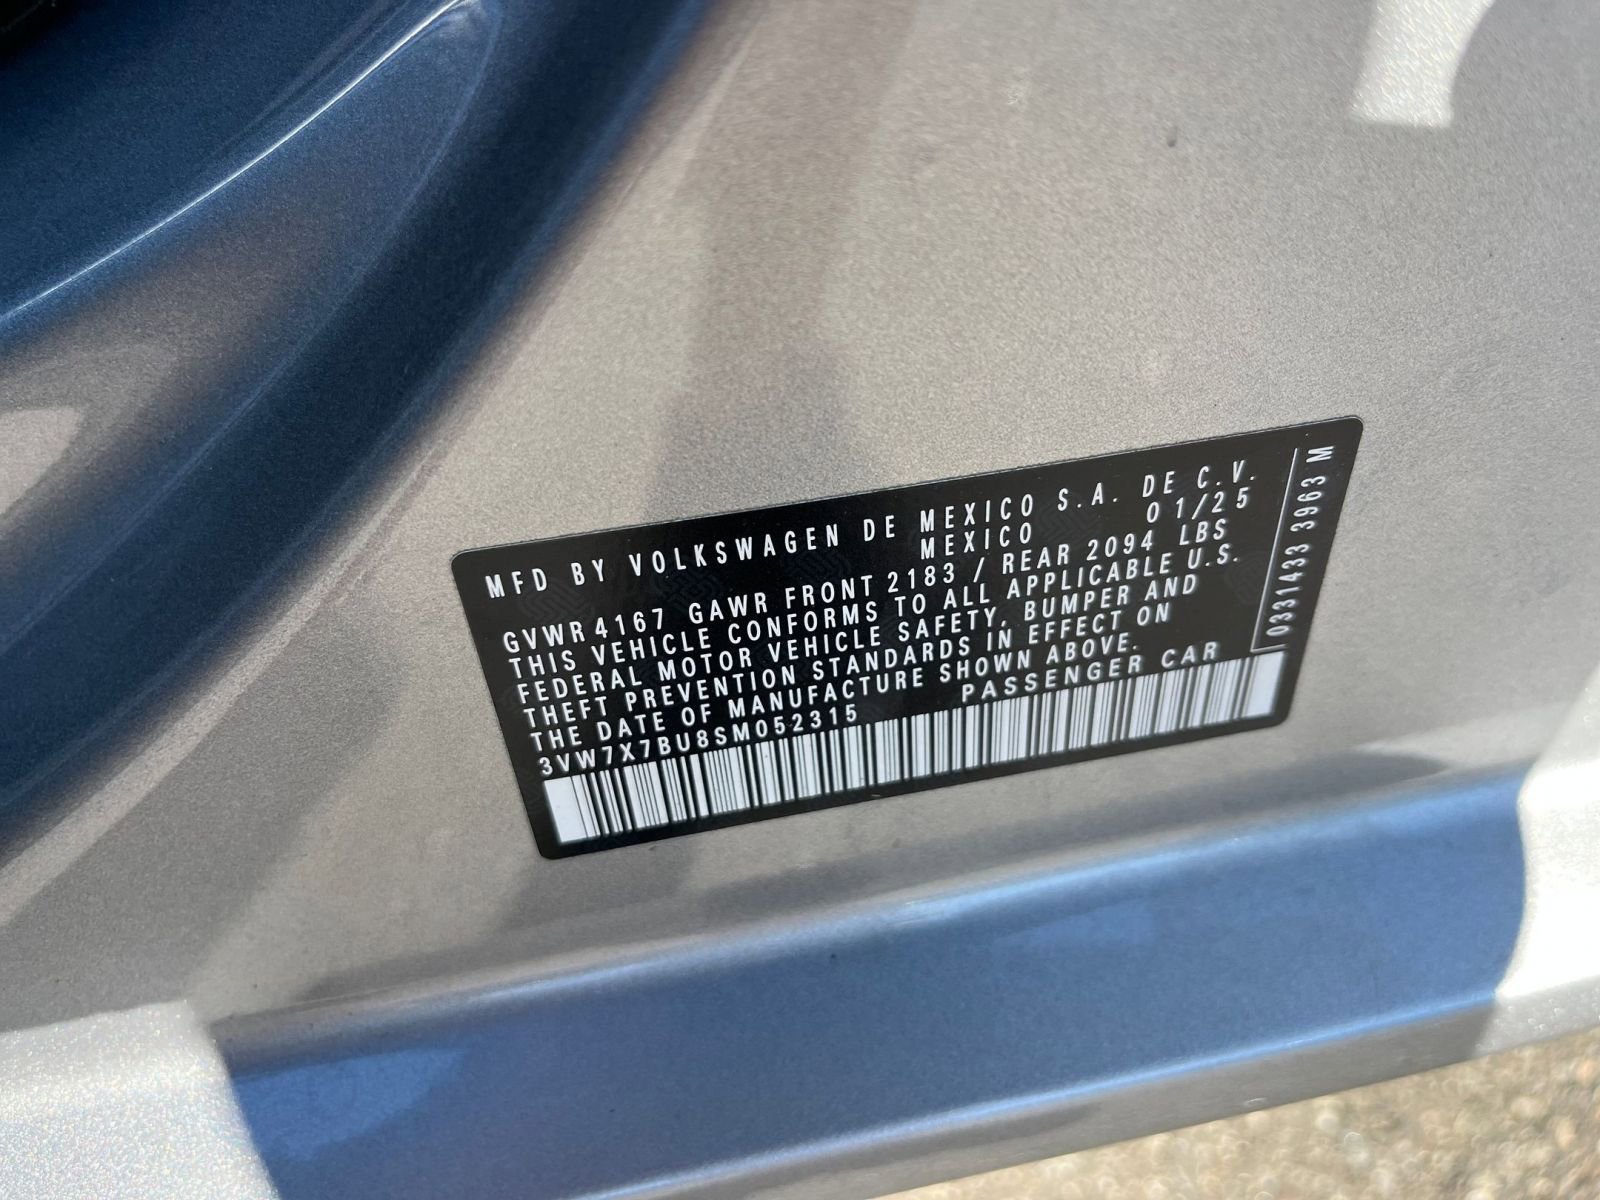 MFD BY VOLKSWAGEN DE MEXICO S.A. DE C.V.
MEXICO 01/25
GVWR 4167 GAWR FRONT 2183 / REAR 2094 LBS
THIS VEHICLE CONFORMS TO ALL APPLICABLE U.S.
FEDERAL MOTOR VEHICLE SAFETY, BUMPER AND
THEFT PREVENTION STANDARDS IN EFFECT ON
THE DATE OF MANUFACTURE SHOWN ABOVE.
3VW7X7BU8SM052315 PASSENGER CAR
0331433 3963 M